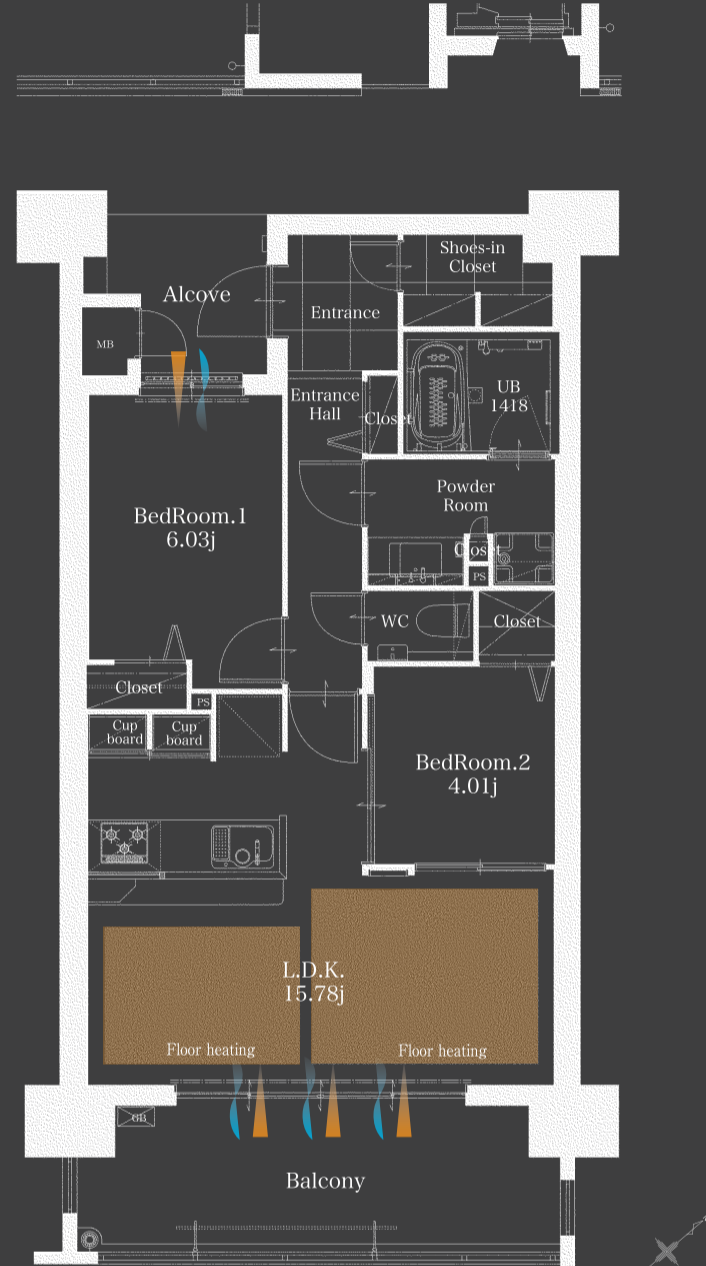 Shoes-in
Closet
Alcove
Entrance
MB
UB
1418
Entrance
Hall
Closet
Powder
Room
BedRoom.1
6.03j
Closet
PS
WC
Closet
Closet
PS
Cup
board
Cup
board
BedRoom.2
4.01j
L.D.K.
15.78j
Floor heating
Floor heating
GB
Balcony